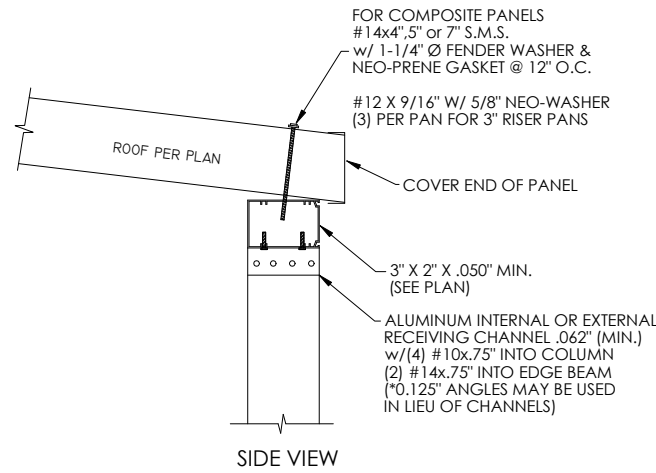 FOR COMPOSITE PANELS
#14x4",5" or 7" S.M.S.
w/ 1-1/4" Ø FENDER WASHER &
NEO-PRENE GASKET @ 12" O.C.
#12 X 9/16" W/ 5/8" NEO-WASHER
(3) PER PAN FOR 3" RISER PANS
ROOF PER PLAN
COVER END OF PANEL
3" X 2" X .050" MIN.
(SEE PLAN)
ALUMINUM INTERNAL OR EXTERNAL
RECEIVING CHANNEL .062" (MIN.)
w/(4) #10x.75" INTO COLUMN
(2) #14x.75" INTO EDGE BEAM
(*0.125" ANGLES MAY BE USED
IN LIEU OF CHANNELS)
SIDE VIEW